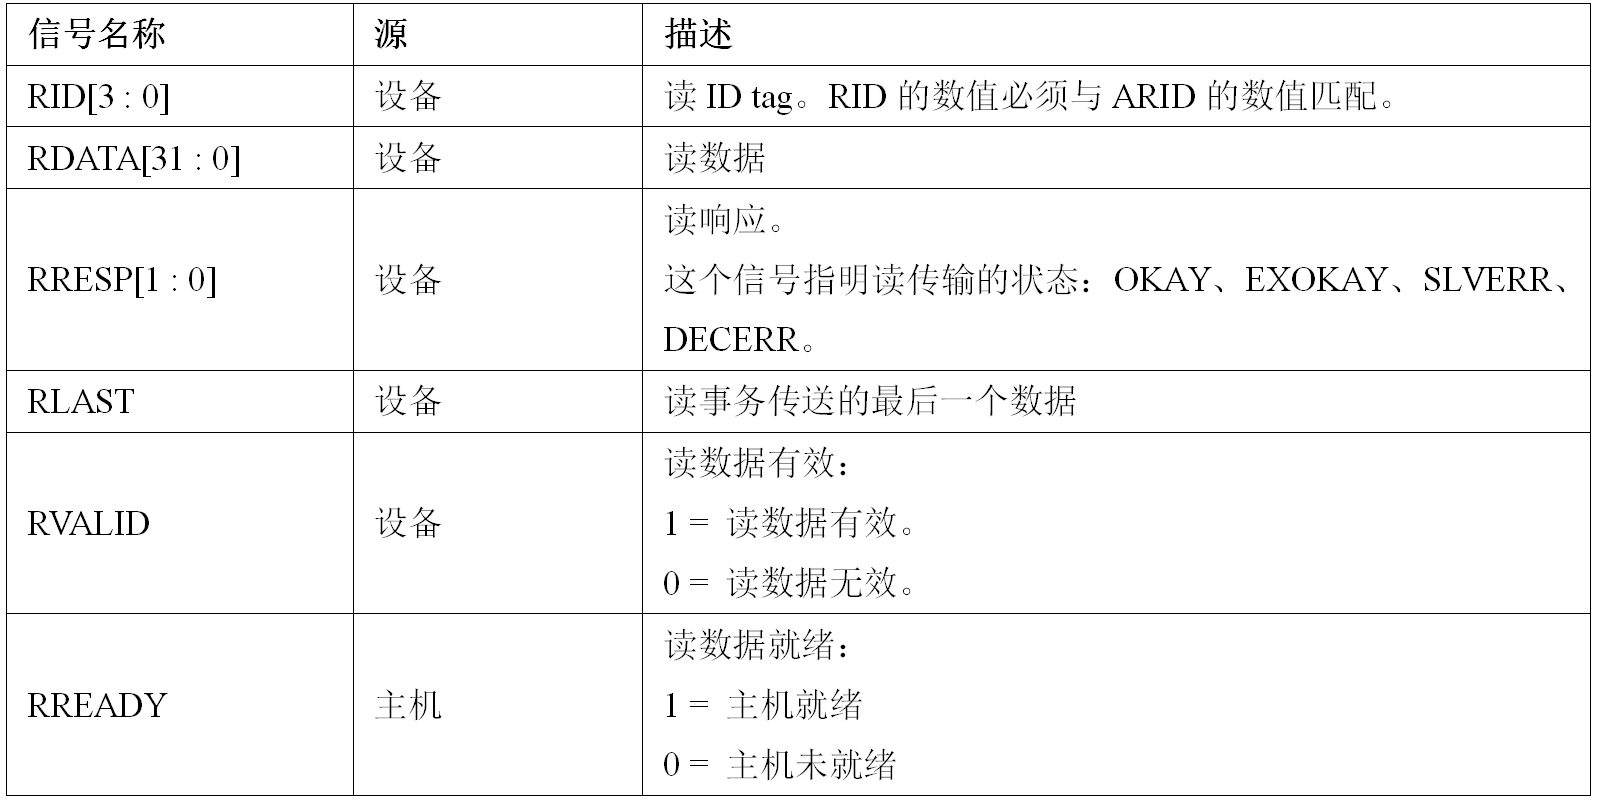 信号名称 源 描述
RID[3 : 0] 设备 读 ID tag。RID 的数值必须与 ARID 的数值匹配。
RDATA[31 : 0] 设备 读数据
读响应。
RRESP[1 : 0] 设备 这个信号指明读传输的状态：OKAY、EXOKAY、SLVERR、
DECERR。
RLAST 设备 读事务传送的最后一个数据
读数据有效：
RVALID 设备 1 = 读数据有效。
0 = 读数据无效。
读数据就绪：
RREADY 主机 1 = 主机就绪
0 = 主机未就绪